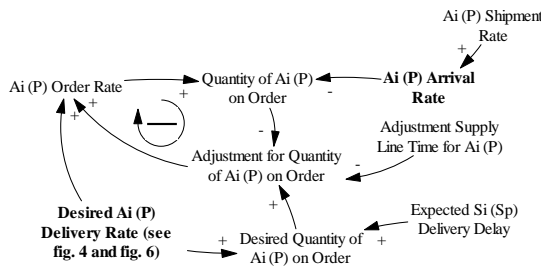 Ai (P) Shipment
Rate
+
Ai (P) Order Rate
+
Quantity of Ai (P)
on Order
-
Ai (P) Arrival
Rate
+
+
-
Adjustment Supply
Line Time for Ai (P)
Adjustment for Quantity
of Ai (P) on Order
-
+
Desired Ai (P)
Delivery Rate (see
fig. 4 and fig. 6)
+
Desired Quantity of
Ai (P) on Order
+
Expected Si (Sp)
Delivery Delay